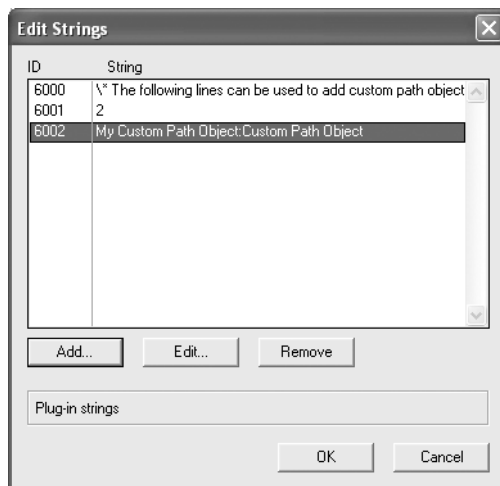 Edit Strings
ID String
6000 \* The following lines can be used to add custom path object
6001 2
6002 My Custom Path Object:Custom Path Object
Add... Edit... Remove
Plug-in strings
OK Cancel